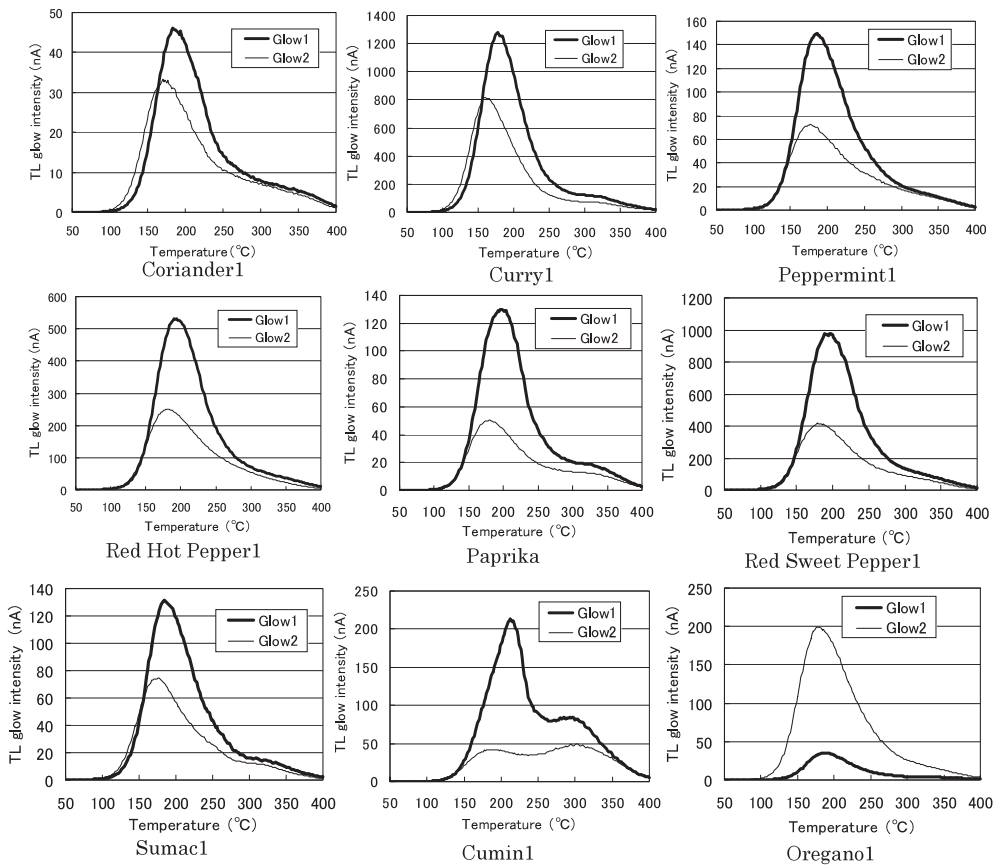 TL glow intensity (nA)
50
40
30
20
10
0
Glow1
Glow2
50 100 150 200 250 300 350 400
Temperature(℃)
Coriander1
TL glow intensity (nA)
1400
1200
1000
800
600
400
200
0
Glow1
Glow2
50 100 150 200 250 300 350 400
Temperature (℃)
Curry1
TL glow intensity (nA)
160
140
120
100
80
60
40
20
0
Glow1
Glow2
50 100 150 200 250 300 350 400
Temperature (℃)
Peppermint1
TL glow intensity (nA)
600
500
400
300
200
100
0
Glow1
Glow2
50 100 150 200 250 300 350 400
Temperature (℃)
Red Hot Pepper1
TL glow intensity (nA)
140
120
100
80
60
40
20
0
Glow1
Glow2
50 100 150 200 250 300 350 400
Temperature (℃)
Paprika
TL glow intensity (nA)
1200
1000
800
600
400
200
0
Glow1
Glow2
50 100 150 200 250 300 350 400
Temperature (℃)
Red Sweet Pepper1
TL glow intensity (nA)
140
120
100
80
60
40
20
0
Glow1
Glow2
50 100 150 200 250 300 350 400
Temperature (℃)
Sumac1
TL glow intensity (nA)
250
200
150
100
50
0
Glow1
Glow2
50 100 150 200 250 300 350 400
Temperature (℃)
Cumin1
TL glow intensity (nA)
250
200
150
100
50
0
Glow1
Glow2
50 100 150 200 250 300 350 400
Temperature (℃)
Oregano1